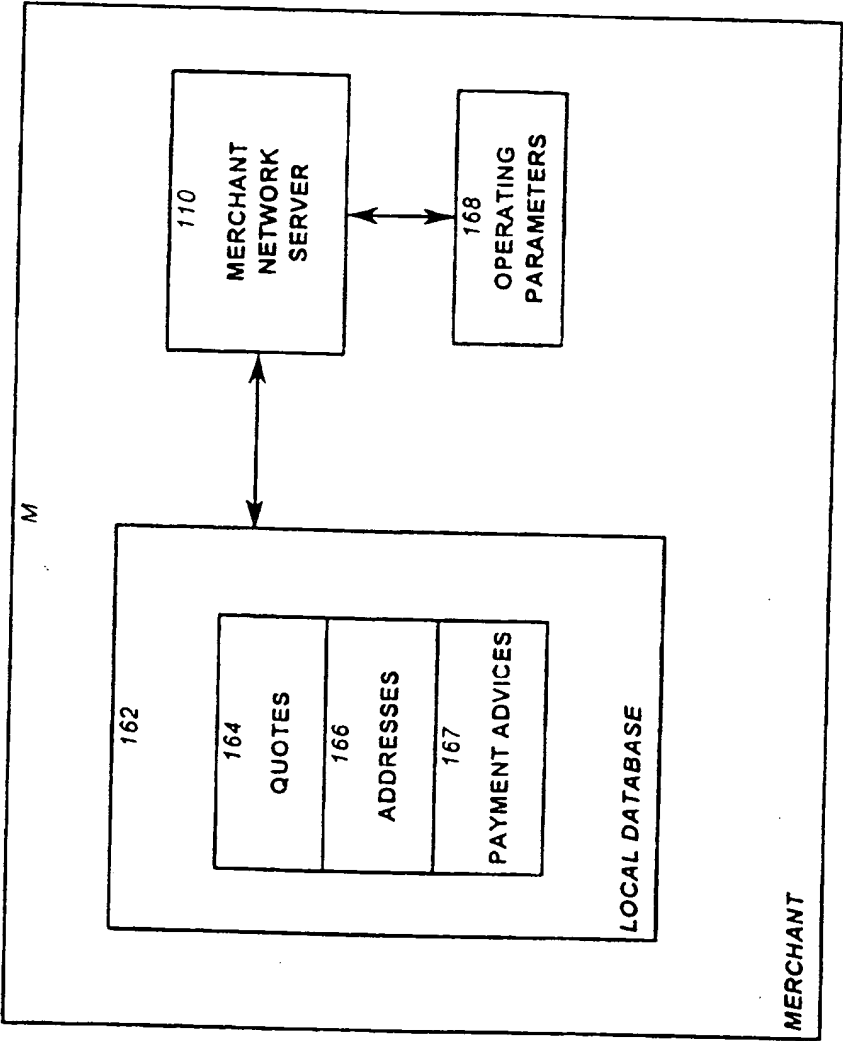 M
162
164
QUOTES
166
ADDRESSES
167
PAYMENT ADVICES
LOCAL DATABASE
110
MERCHANT
NETWORK
SERVER
168
OPERATING
PARAMETERS
MERCHANT